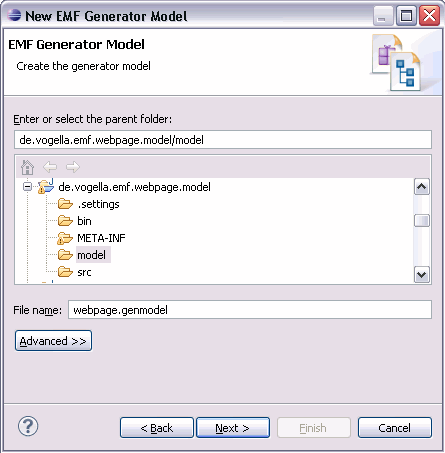 New EMF Generator Model
EMF Generator Model
Create the generator model
Enter or select the parent folder:
de.vogella.emf.webpage.model/model
de.vogella.emf.webpage.model
.settings
bin
META-INF
model
src
File name: webpage.genmodel
Advanced >>
? < Back Next > Finish Cancel